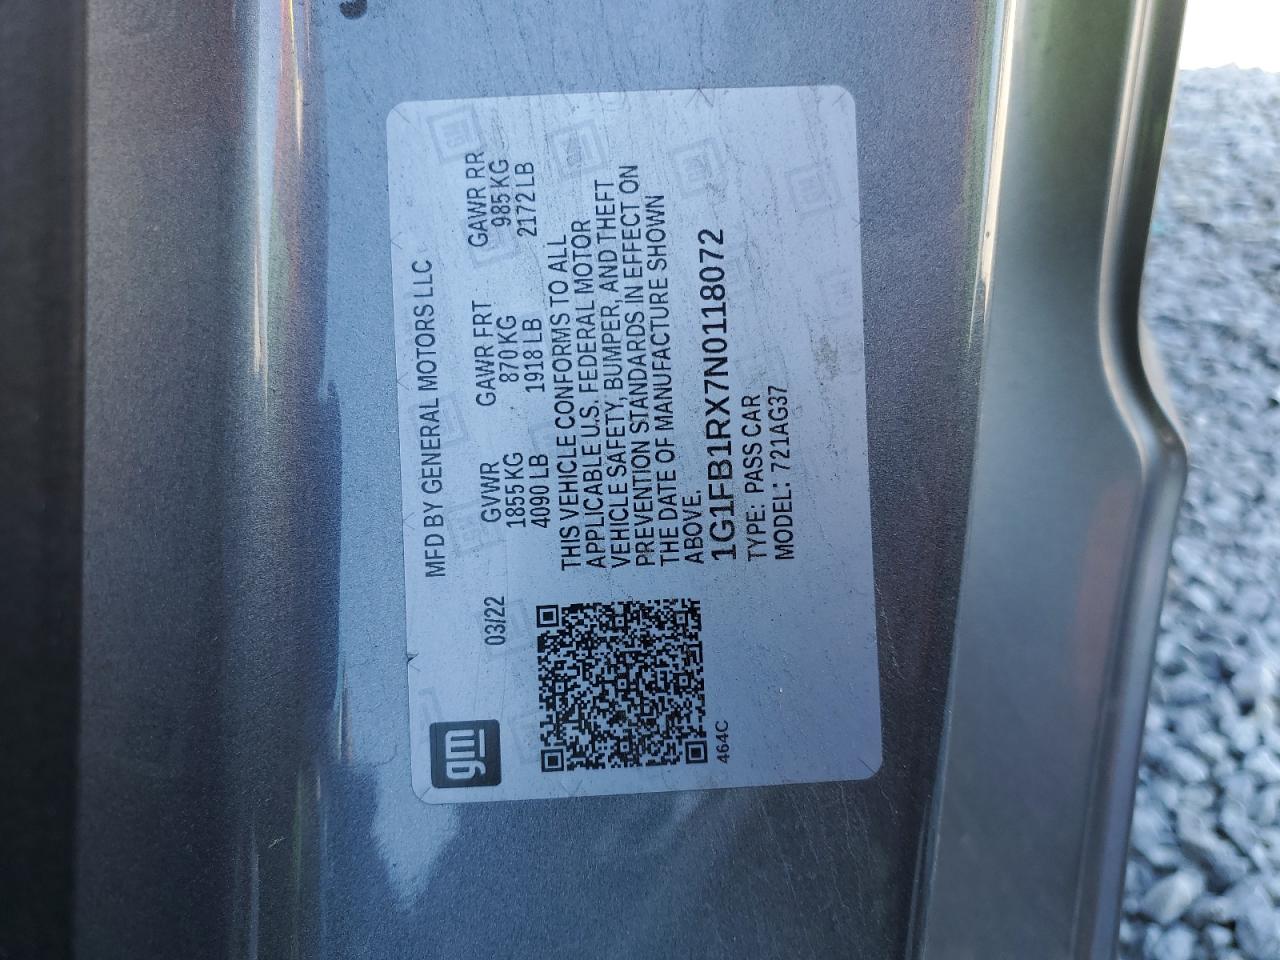 gm
MFD BY GENERAL MOTORS LLC
03/22 GVWR GAWR FRT GAWR RR
1855 KG 870 KG 985 KG
4090 LB 1918 LB 2172 LB
THIS VEHICLE CONFORMS TO ALL
APPLICABLE U.S. FEDERAL MOTOR
VEHICLE SAFETY, BUMPER, AND THEFT
PREVENTION STANDARDS IN EFFECT ON
THE DATE OF MANUFACTURE SHOWN
ABOVE.
1G1FB1RX7N0118072
TYPE: PASS CAR
MODEL: 721AG37
464C